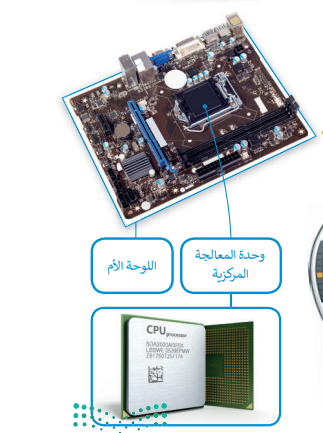 وحدة المعالجة
المركزية
اللوحة الأم
CPU processor